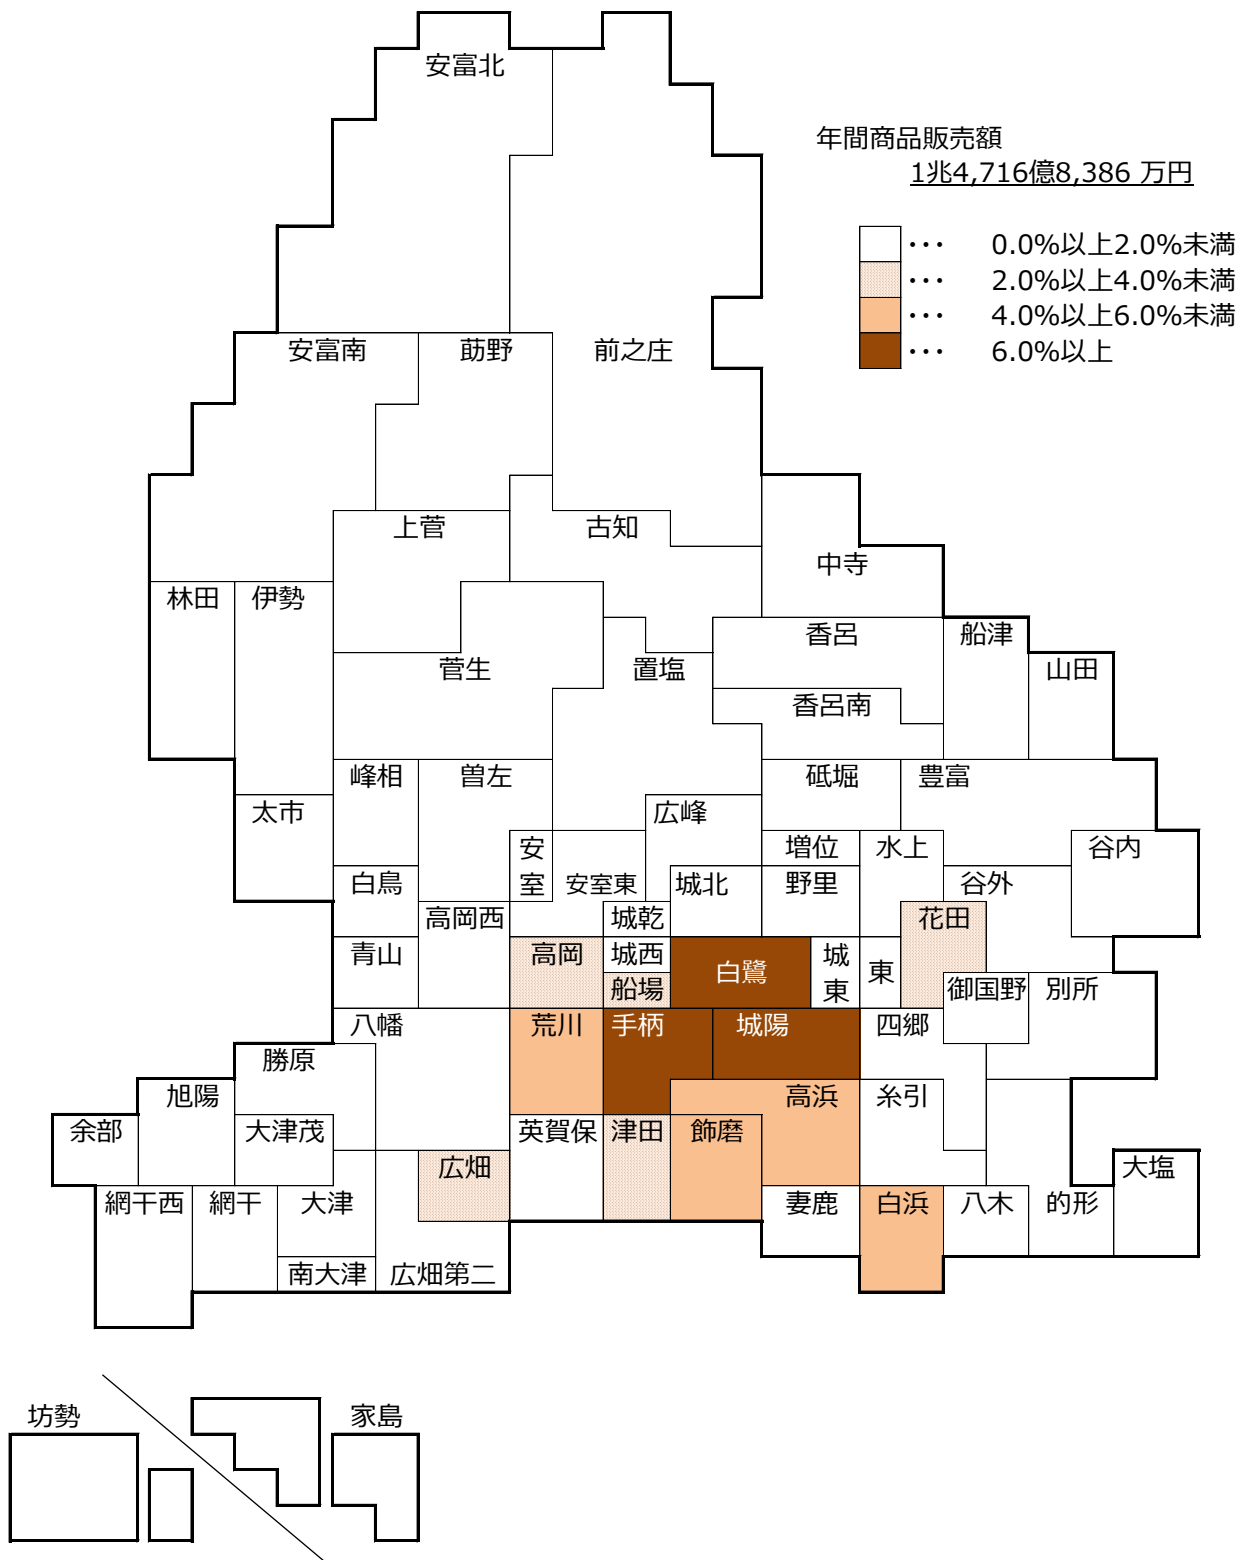 安富北
年間商品販売額
1兆4,716億8,386 万円
･･･ 0.0%以上2.0%未満
･･･ 2.0%以上4.0%未満
･･･ 4.0%以上6.0%未満
･･･ 6.0%以上
安富南 莇野 前之庄
上菅 古知
中寺
林田 伊勢
香呂 船津
菅生 置塩 山田
香呂南
峰相 曽左 砥堀 豊富
太市 広峰
安室 増位 水上 谷内
白鳥 安室東 城北 野里 谷外
高岡西 城乾 花田
青山 高岡 城西 白鷺 城東 東
船場 御国野 別所
八幡 荒川 手柄 城陽 四郷
勝原
旭陽 高浜 糸引
余部 大津茂 英賀保 津田 飾磨
広畑 大塩
網干西 網干 大津 妻鹿 白浜 八木 的形
南大津 広畑第二
坊勢 家島